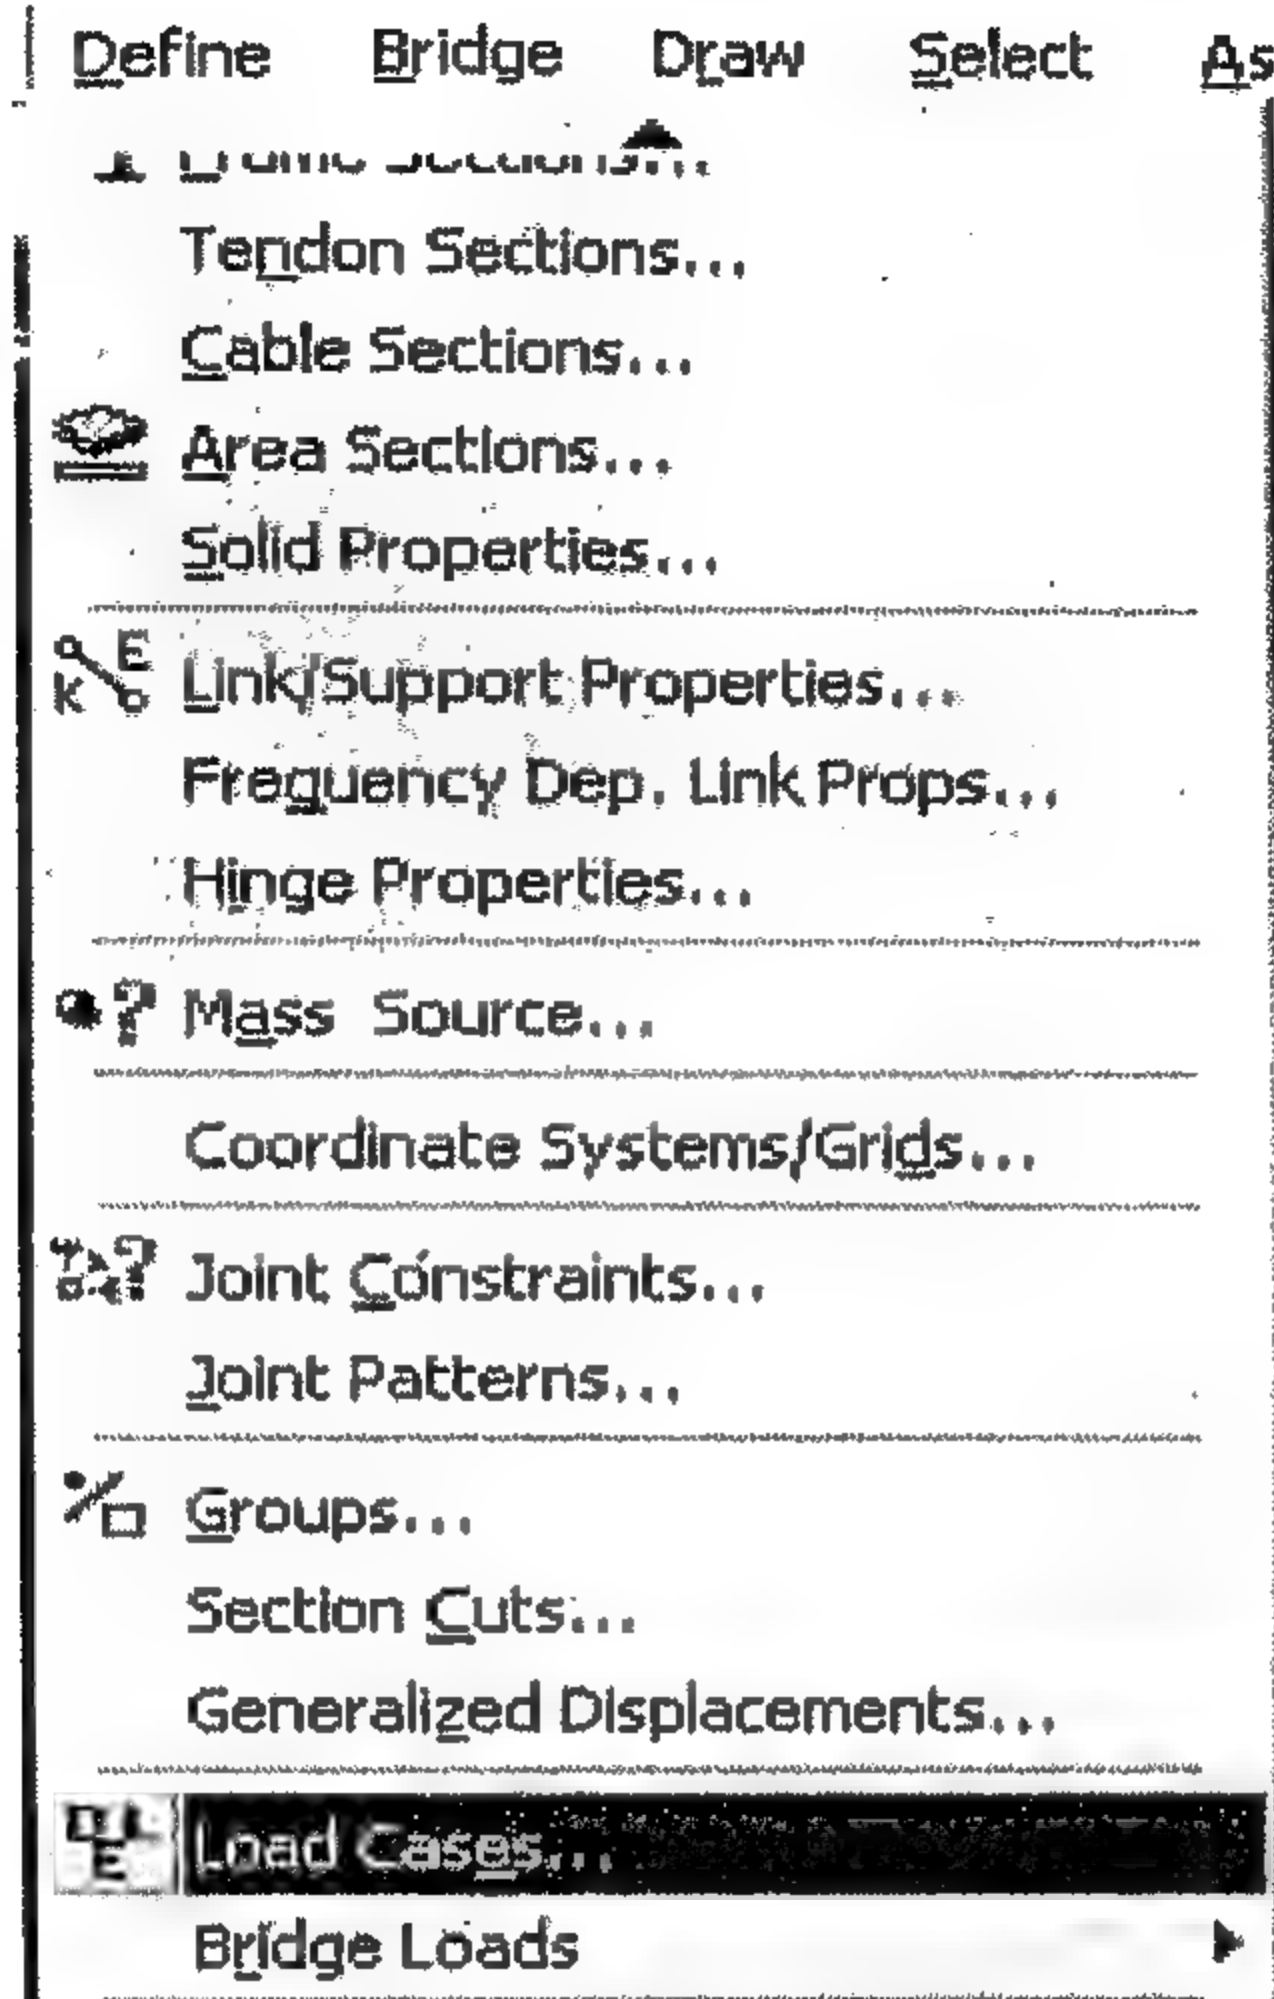 Define Bridge Draw Select As
Sections...
Tendon Sections...
Cable Sections...
Area Sections...
Solid Properties...
E
K
Link/Support Properties...
Frequency Dep. Link Props...
Hinge Properties...
? Mass Source...
Coordinate Systems/Grids...
? Joint Constraints...
Joint Patterns...
Groups...
Section Cuts...
Generalized Displacements...
Load Cases...
Bridge Loads